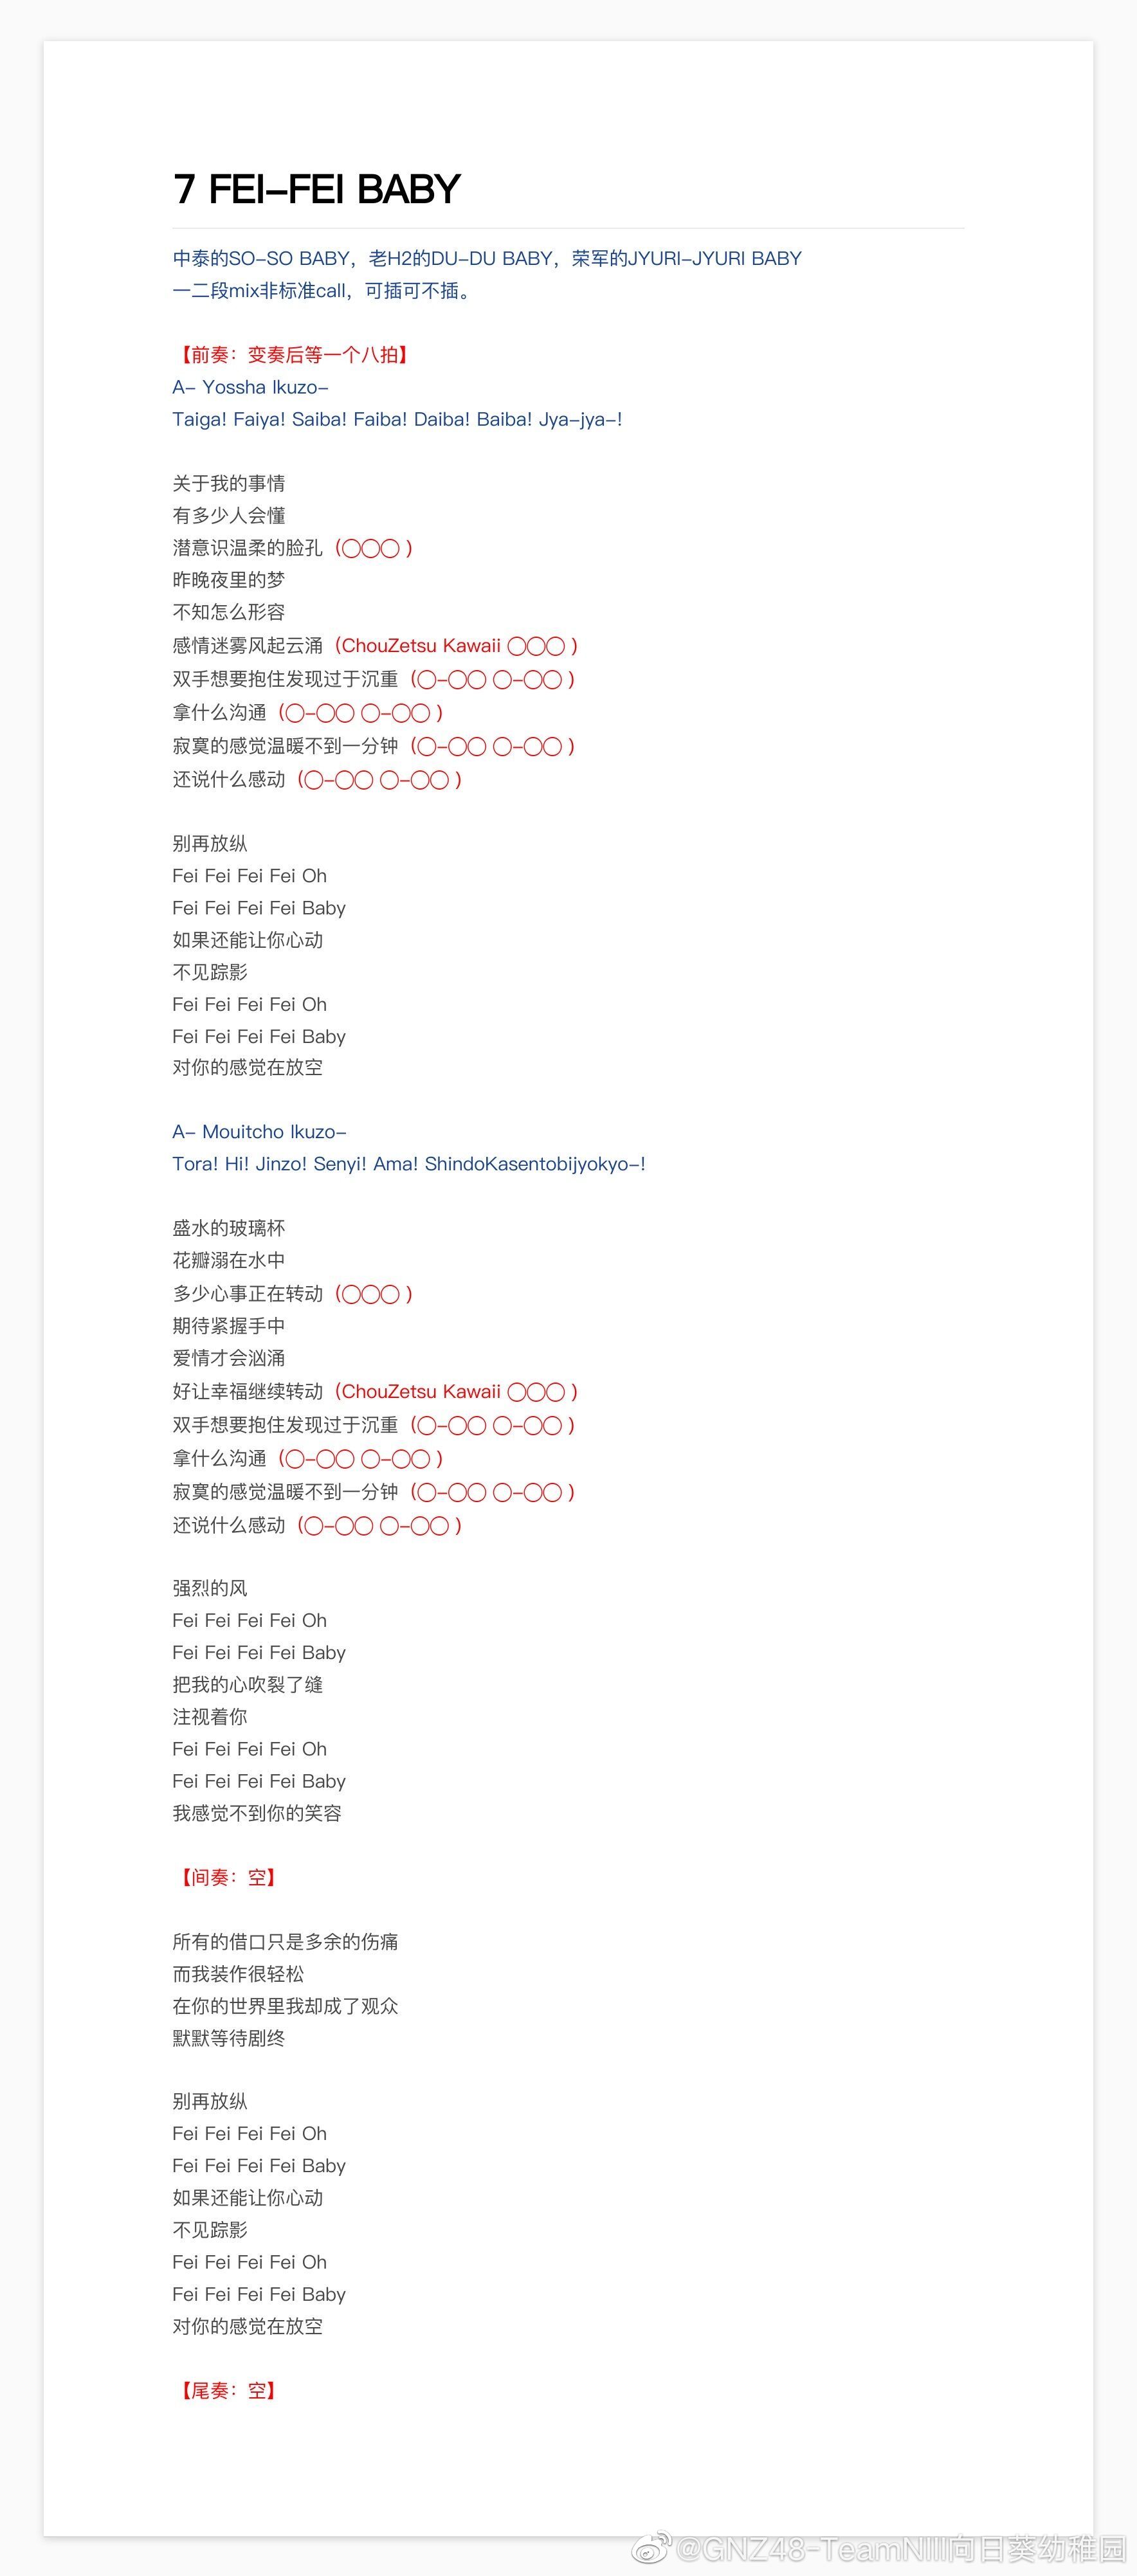 7 FEI-FEI BABY
中泰的SO-SO BABY，老H2的DU-DU BABY，荣军的JYURI-JYURI BABY
一二段mix非标准call，可插可不插。
【前奏：变奏后等一个八拍】
A- Yossha Ikuzo-
Taiga! Faiya! Saiba! Faiba! Daiba! Baiba! Jya-jya-!
关于我的事情
有多少人会懂
潜意识温柔的脸孔（◯◯◯ ）
昨晚夜里的梦
不知怎么形容
感情迷雾风起云涌（ChouZetsu Kawaii ◯◯◯ ）
双手想要抱住发现过于沉重（◯-◯◯ ◯-◯◯ ）
拿什么沟通（◯-◯◯ ◯-◯◯ ）
寂寞的感觉温暖不到一分钟（◯-◯◯ ◯-◯◯ ）
还说什么感动（◯-◯◯ ◯-◯◯ ）
别再放纵
Fei Fei Fei Fei Oh
Fei Fei Fei Fei Baby
如果还能让你心动
不见踪影
Fei Fei Fei Fei Oh
Fei Fei Fei Fei Baby
对你的感觉在放空
A- Mouitcho Ikuzo-
Tora! Hi! Jinzo! Senyi! Ama! ShindoKasentobijyokyo-!
盛水的玻璃杯
花瓣溺在水中
多少心事正在转动（◯◯◯ ）
期待紧握手中
爱情才会汹涌
好让幸福继续转动（ChouZetsu Kawaii ◯◯◯ ）
双手想要抱住发现过于沉重（◯-◯◯ ◯-◯◯ ）
拿什么沟通（◯-◯◯ ◯-◯◯ ）
寂寞的感觉温暖不到一分钟（◯-◯◯ ◯-◯◯ ）
还说什么感动（◯-◯◯ ◯-◯◯ ）
强烈的风
Fei Fei Fei Fei Oh
Fei Fei Fei Fei Baby
把我的心吹裂了缝
注视着你
Fei Fei Fei Fei Oh
Fei Fei Fei Fei Baby
我感觉不到你的笑容
【间奏：空】
所有的借口只是多余的伤痛
而我装作很轻松
在你的世界里我却成了观众
默默等待剧终
别再放纵
Fei Fei Fei Fei Oh
Fei Fei Fei Fei Baby
如果还能让你心动
不见踪影
Fei Fei Fei Fei Oh
Fei Fei Fei Fei Baby
对你的感觉在放空
【尾奏：空】
@GNZ48-TeamNIII向日葵幼稚园